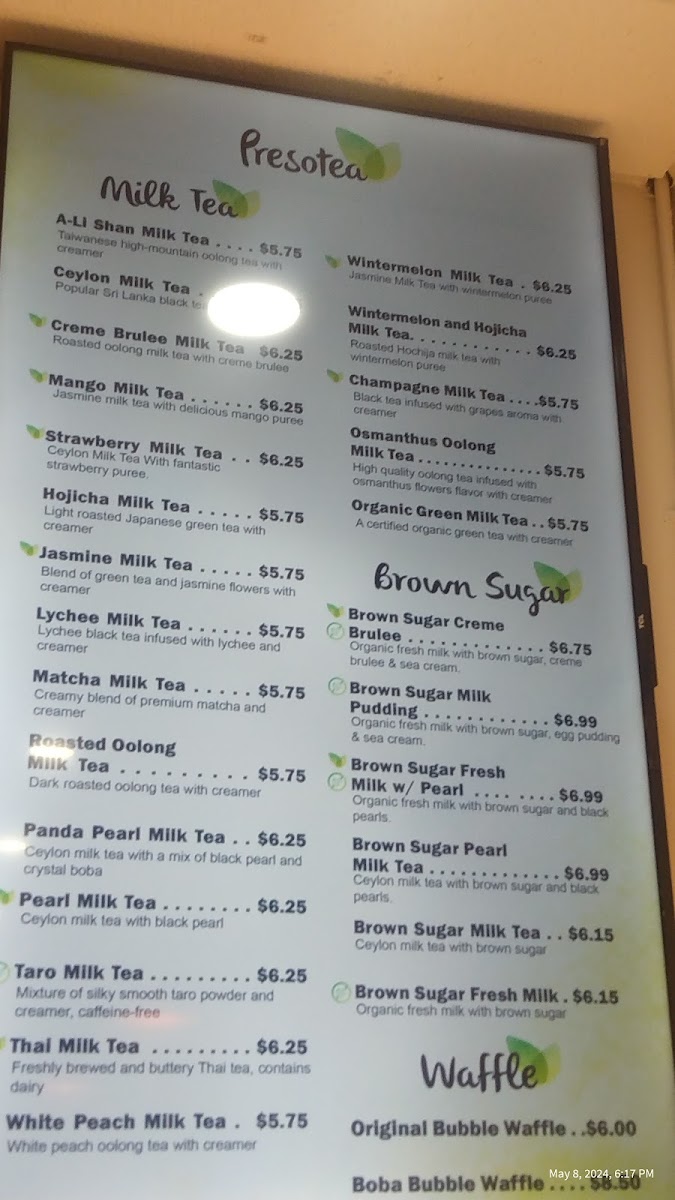 Presotea
Milk Tea
A-Li Shan Milk Tea . . . . $5.75
Taiwanese high-mountain oolong tea with
creamer
Ceylon Milk Tea .
Popular Sri Lanka black
Creme Brulee Milk Tea $6.25
Roasted oolong milk tea with creme brulee
Mango Milk Tea . . . . . . $6.25
Jasmine milk tea with delicious mango puree
Strawberry Milk Tea . . $6.25
Ceylon Milk Tea With fantastic
strawberry puree.
Hojicha Milk Tea . . . . . $5.75
Light roasted Japanese green tea with
creamer
Jasmine Milk Tea . . . . . $5.75
Blend of green tea and jasmine flowers with
creamer
Lychee Milk Tea . . . . . . $5.75
Lychee black tea infused with lychee and
creamer
Matcha Milk Tea . . . . . $5.75
Creamy blend of premium matcha and
creamer
Roasted Oolong
Milk Tea . . . . . . . . . $5.75
Dark roasted oolong tea with creamer
Panda Pearl Milk Tea . . $6.25
Ceylon milk tea with a mix of black pearl and
crystal boba
Pearl Milk Tea . . . . . . . . $6.25
Ceylon milk tea with black pearl
Taro Milk Tea . . . . . . . . . $6.25
Mixture of silky smooth taro powder and
creamer, caffeine-free
Thai Milk Tea . . . . . . . . . $6.25
Freshly brewed and buttery Thai tea, contains
dairy
White Peach Milk Tea . $5.75
White peach oolong tea with creamer
Wintermelon Milk Tea . $6.25
Jasmine Milk Tea with wintermelon puree
Wintermelon and Hojicha
Milk Tea. . . . . . . . . . . . $6.25
Roasted Hochija milk tea with
wintermelon puree
Champagne Milk Tea . . . .$5.75
Black tea infused with grapes aroma with
creamer
Osmanthus Oolong
Milk Tea . . . . . . . . . . . . . . $5.75
High quality oolong tea infused with
osmanthus flowers flavor with creamer
Organic Green Milk Tea . . $5.75
A certified organic green tea with creamer
Brown Sugar
Brown Sugar Creme
Brulee . . . . . . . . . . . . . $6.75
Organic fresh milk with brown sugar, creme
brulee & sea cream.
Brown Sugar Milk
Pudding . . . . . . . . . . . . $6.99
Organic fresh milk with brown sugar, egg pudding
& sea cream.
Brown Sugar Fresh
Milk w/ Pearl . . . . . . . . $6.99
Organic fresh milk with brown sugar and black
pearls.
Brown Sugar Pearl
Milk Tea . . . . . . . . . . . . . $6.99
Ceylon milk tea with brown sugar and black
pearls.
Brown Sugar Milk Tea . . $6.15
Ceylon milk tea with brown sugar
Brown Sugar Fresh Milk . $6.15
Organic fresh milk with brown sugar
Waffle
Original Bubble Waffle . .$6.00
Boba Bubble Waffle . . . . $8.50
TCL
May 8, 2024, 6:17 PM